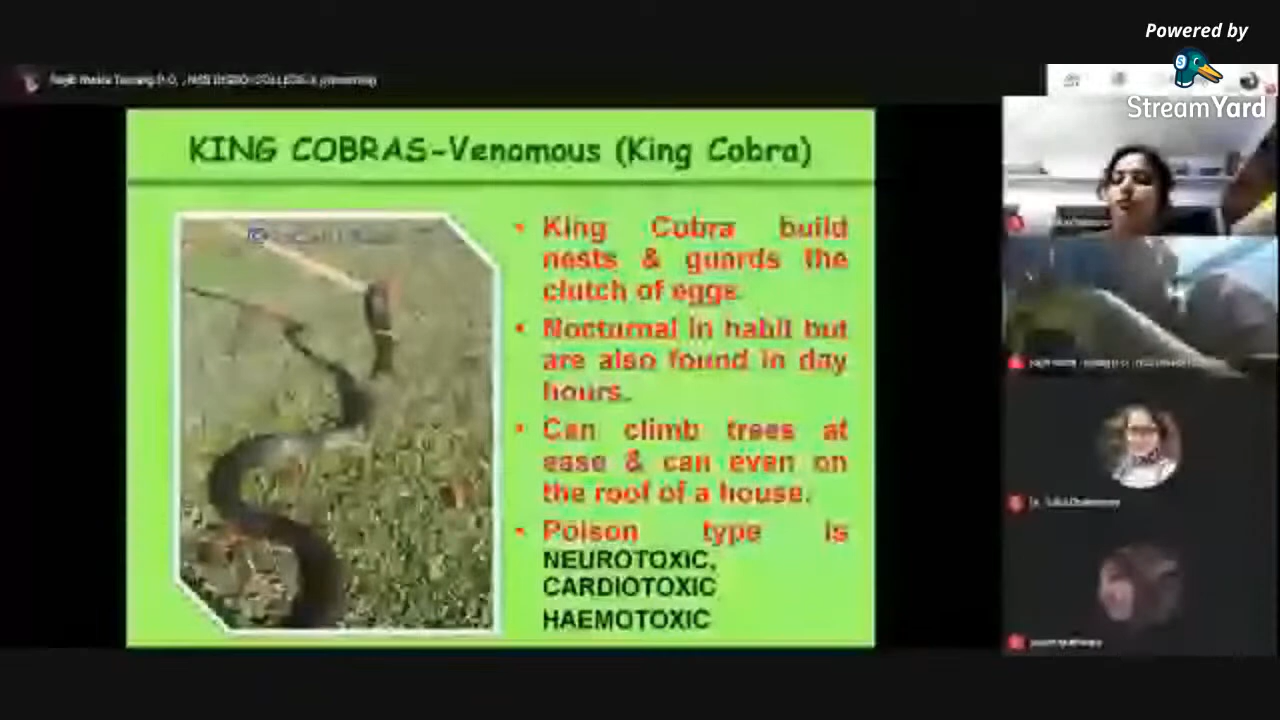 Powered by
StreamYard
KING COBRAS-Venomous (King Cobra)
• King Cobra build
nests & guards the
clutch of eggs.
• Nocturnal in habit but
are also found in day
hours.
• Can climb trees at
ease & can even on
the roof of a house.
• Poison type is
NEUROTOXIC,
CARDIOTOXIC
HAEMOTOXIC